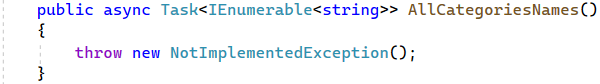 public async Task<IEnumerable<string>> AllCategoriesNames()
{
throw new NotImplementedException();
}